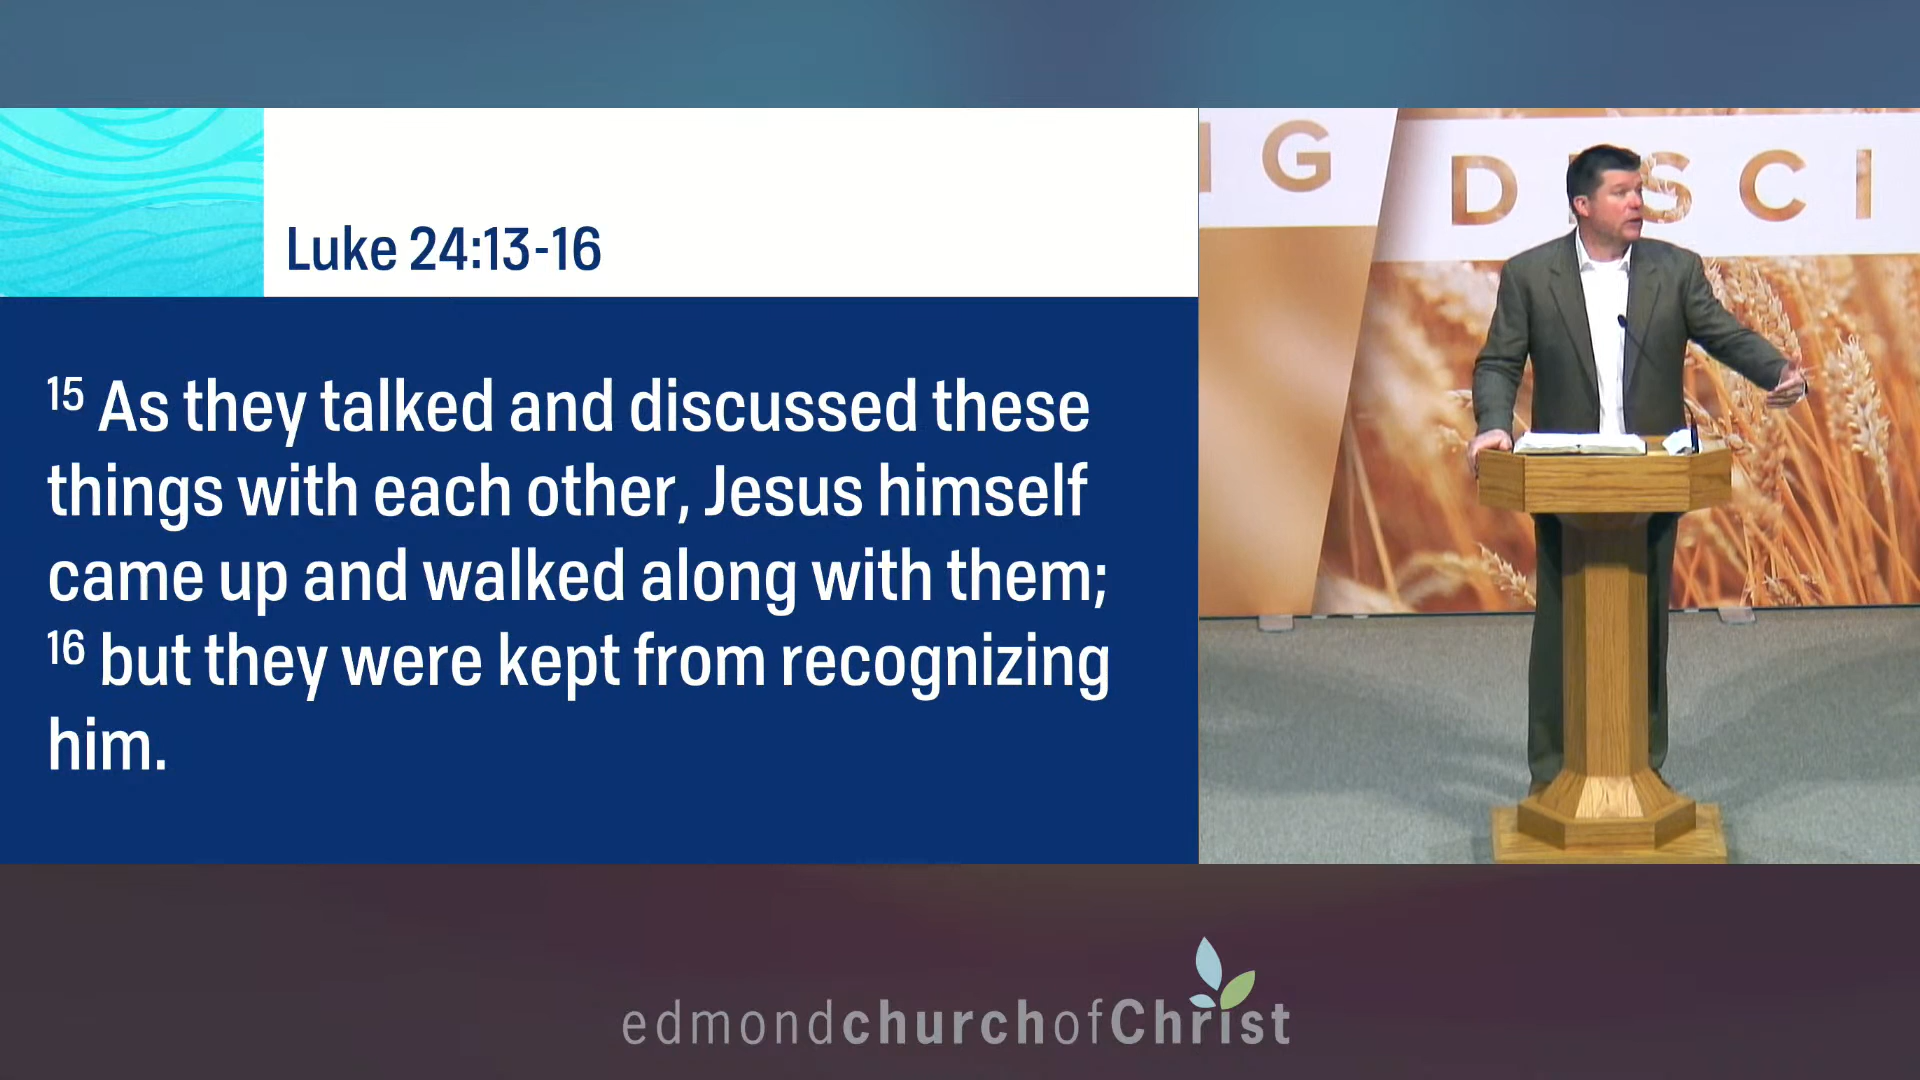 Luke 24:13-16
15 As they talked and discussed these
things with each other, Jesus himself
came up and walked along with them;
16 but they were kept from recognizing
him.
G
DISCI
edmondchurchofChrist